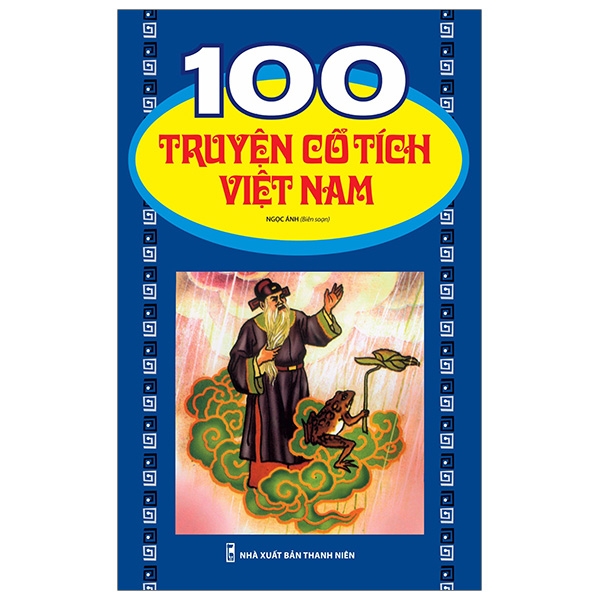 100
TRUYỆN CỔ TÍCH
VIỆT NAM
NGỌC ÁNH (Biên soạn)
NHÀ XUẤT BẢN THANH NIÊN